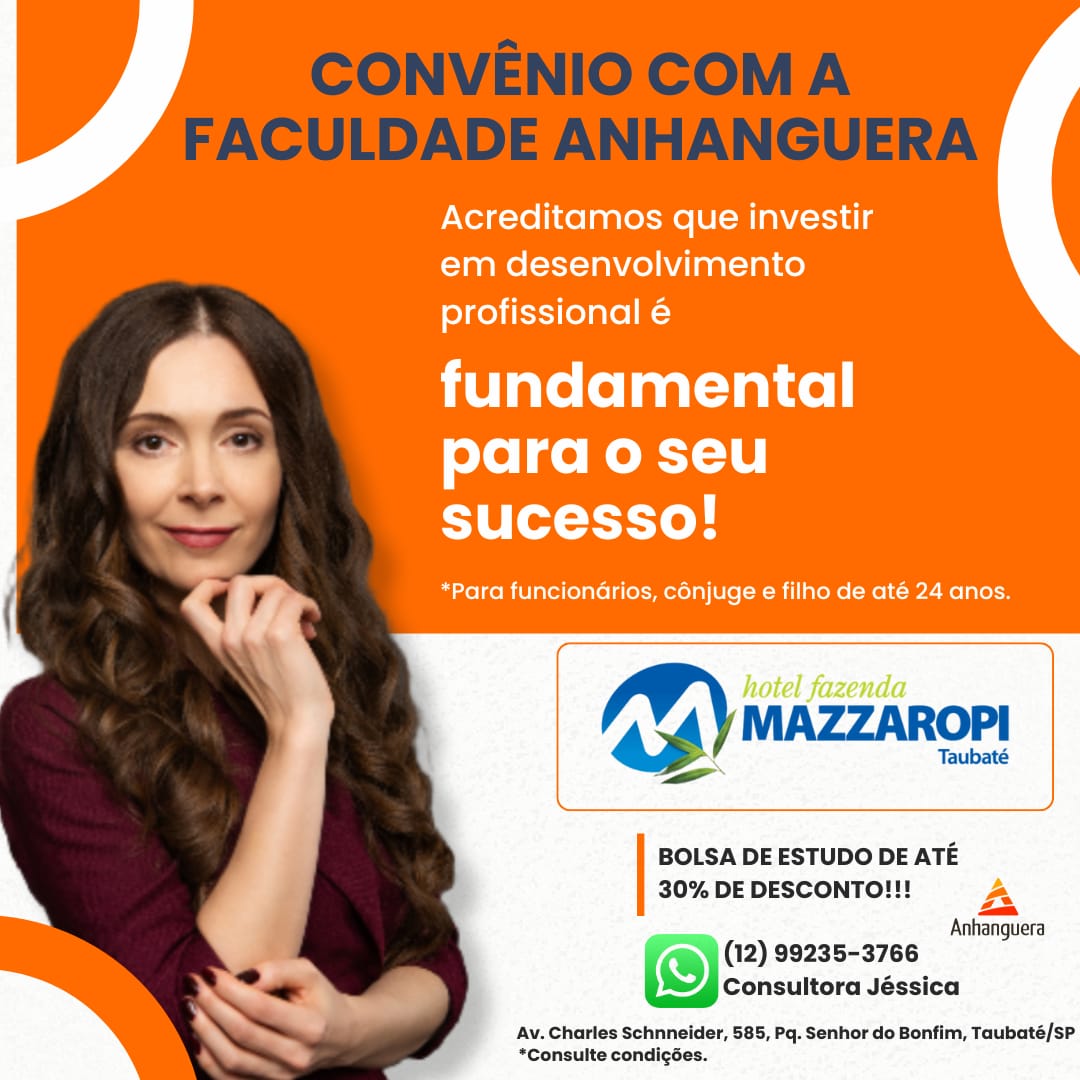 CONVÊNIO COM A
FACULDADE ANHANGUERA
Acreditamos que investir
em desenvolvimento
profissional é
fundamental
para o seu
sucesso!
*Para funcionários, cônjuge e filho de até 24 anos.
hotel fazenda
MAZZAROPI
Taubaté
BOLSA DE ESTUDO DE ATÉ
30% DE DESCONTO!!!
Anhanguera
(12) 99235-3766
Consultora Jéssica
Av. Charles Schnneider, 585, Pq. Senhor do Bonfim, Taubaté/SP
*Consulte condições.